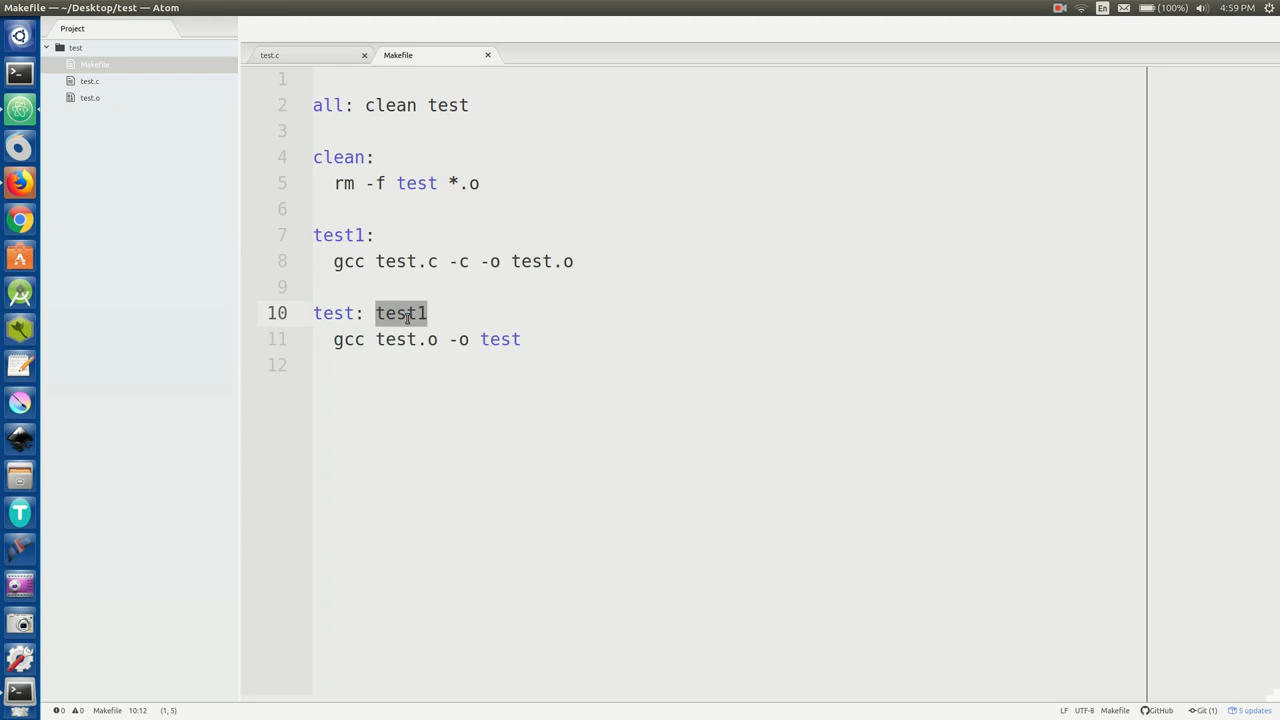 Makefile — ~/Desktop/test — Atom
En
(100%)
4:59 PM
Project
test
Makefile
test.c
test.o
test.c
Makefile
1
2 all: clean test
3
4 clean:
5 rm -f test *.o
6
7 test1:
8 gcc test.c -c -o test.o
9
10 test: test1
11 gcc test.o -o test
12
0 0 Makefile 10:12 (1, 5)
LF UTF-8 Makefile GitHub Git (1) 5 updates